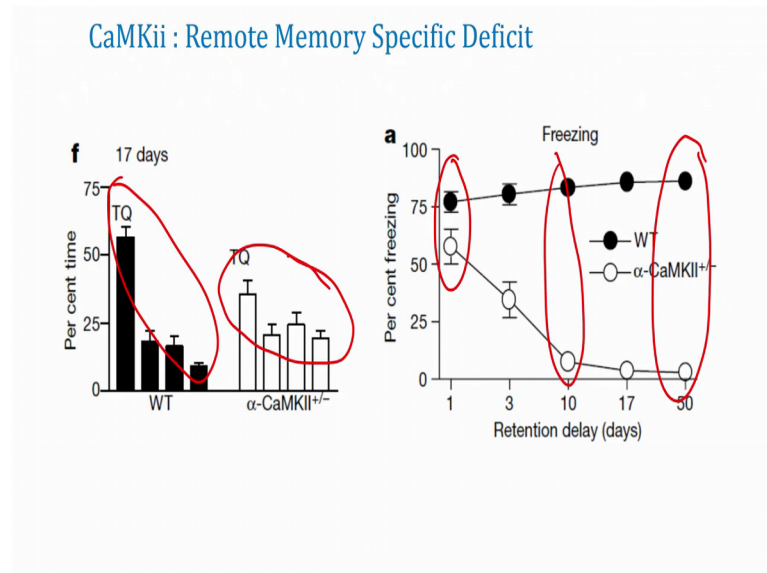 CaMKii : Remote Memory Specific Deficit
f 17 days
75
50
25
0
Per cent time
TQ
TQ
WT
α-CaMKII+/−
a Freezing
100
75
50
25
0
Per cent freezing
WT
α-CaMKII+/−
1 3 10 17 50
Retention delay (days)